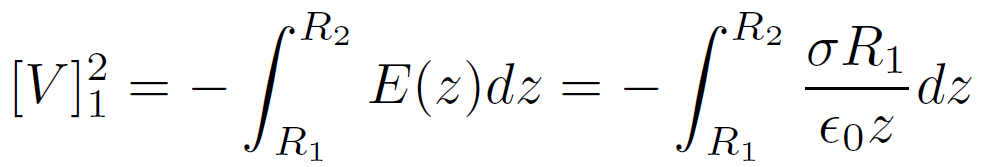 [V]_1^2 = -\int_{R_1}^{R_2} E(z)dz = -\int_{R_1}^{R_2} \frac{\sigma R_1}{\epsilon_0 z} dz